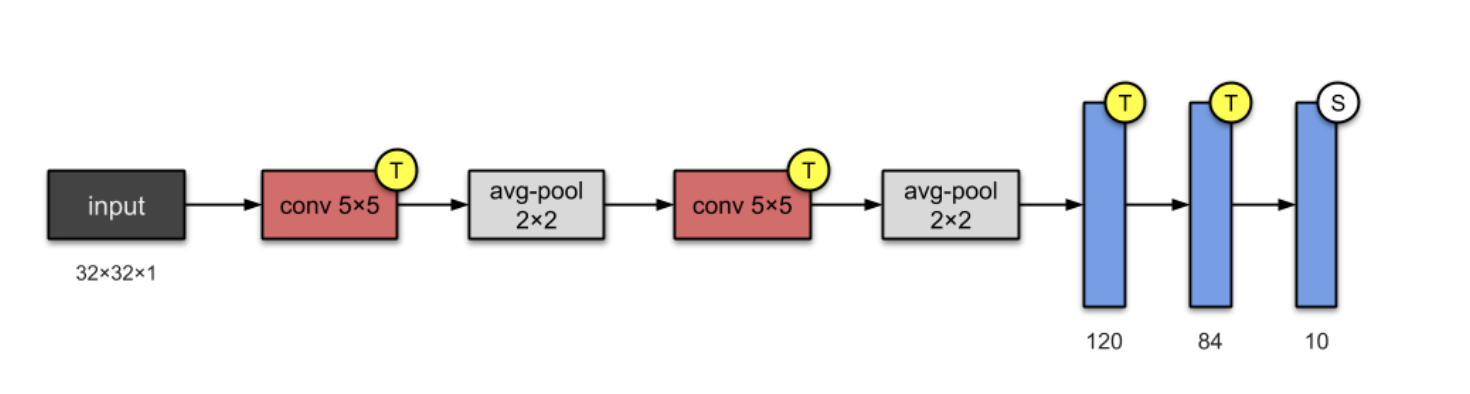 input
32×32×1
conv 5×5
T
avg-pool
2×2
conv 5×5
T
avg-pool
2×2
T
120
T
84
S
10